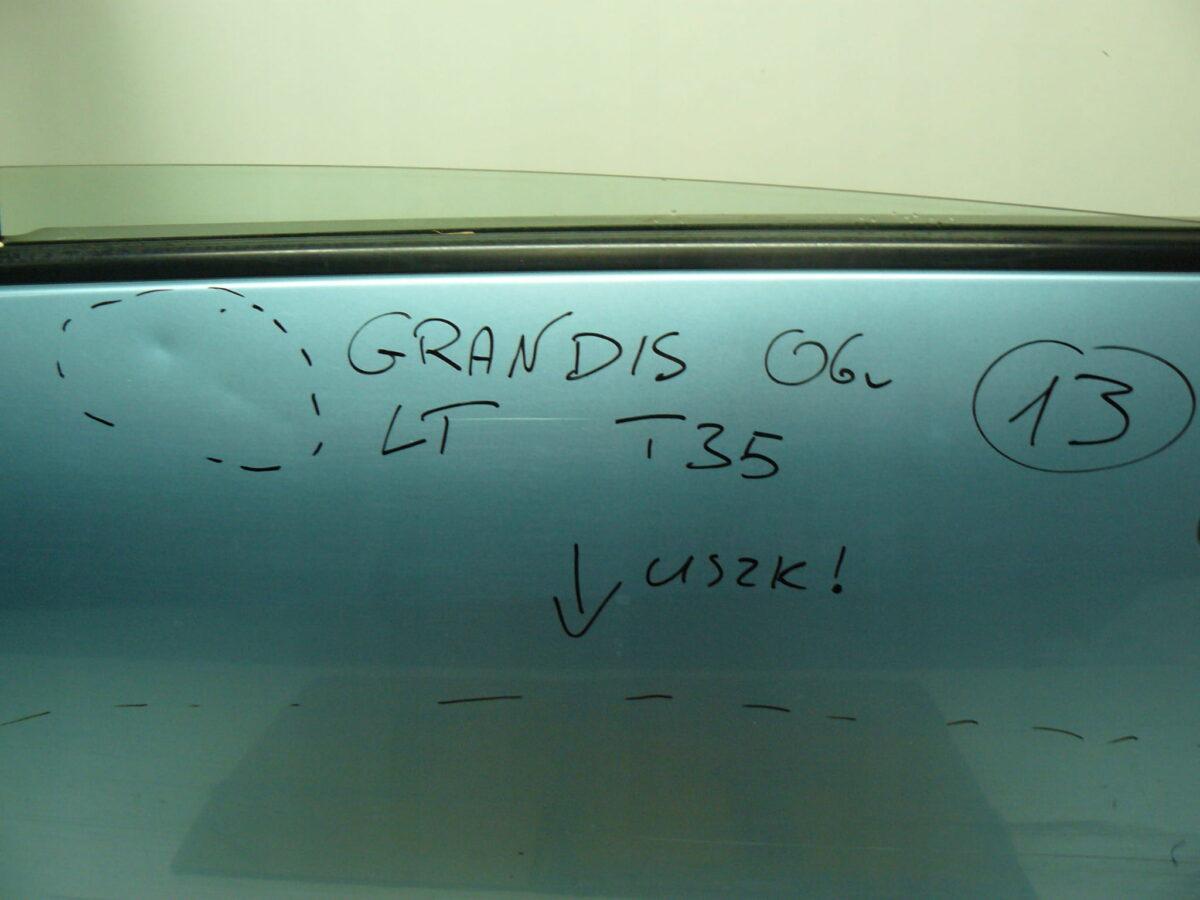 GRANDIS 06r
LT T35
13
USZK!